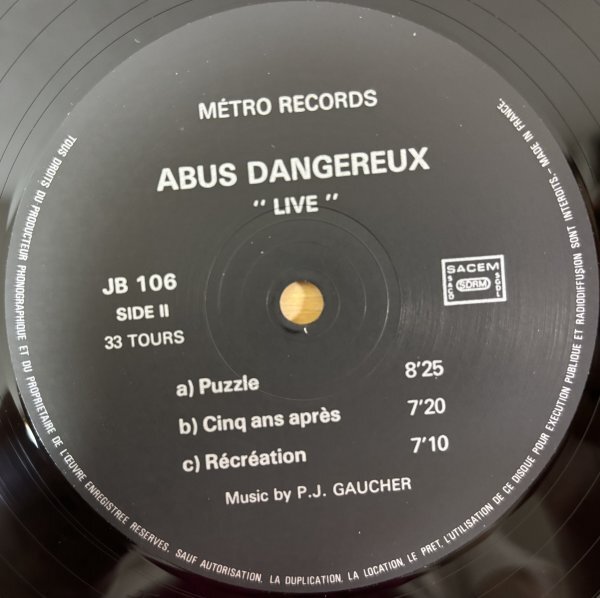 MÉTRO RECORDS
ABUS DANGEREUX
" LIVE "
JB 106
SIDE II
33 TOURS
SACEM
SACD SDRM SGDL
a) Puzzle 8'25
b) Cinq ans après 7'20
c) Récréation 7'10
Music by P.J. GAUCHER
TOUS DROITS DU PRODUCTEUR PHONOGRAPHIQUE ET DU PROPRIETAIRE DE L'ŒUVRE ENREGISTREE RESERVES. SAUF AUTORISATION, LA DUPLICATION, LA LOCATION, LE PRET, L'UTILISATION DE CE DISQUE POUR EXECUTION PUBLIQUE ET RADIODIFFUSION SONT INTERDITS.- MADE IN FRANCE.